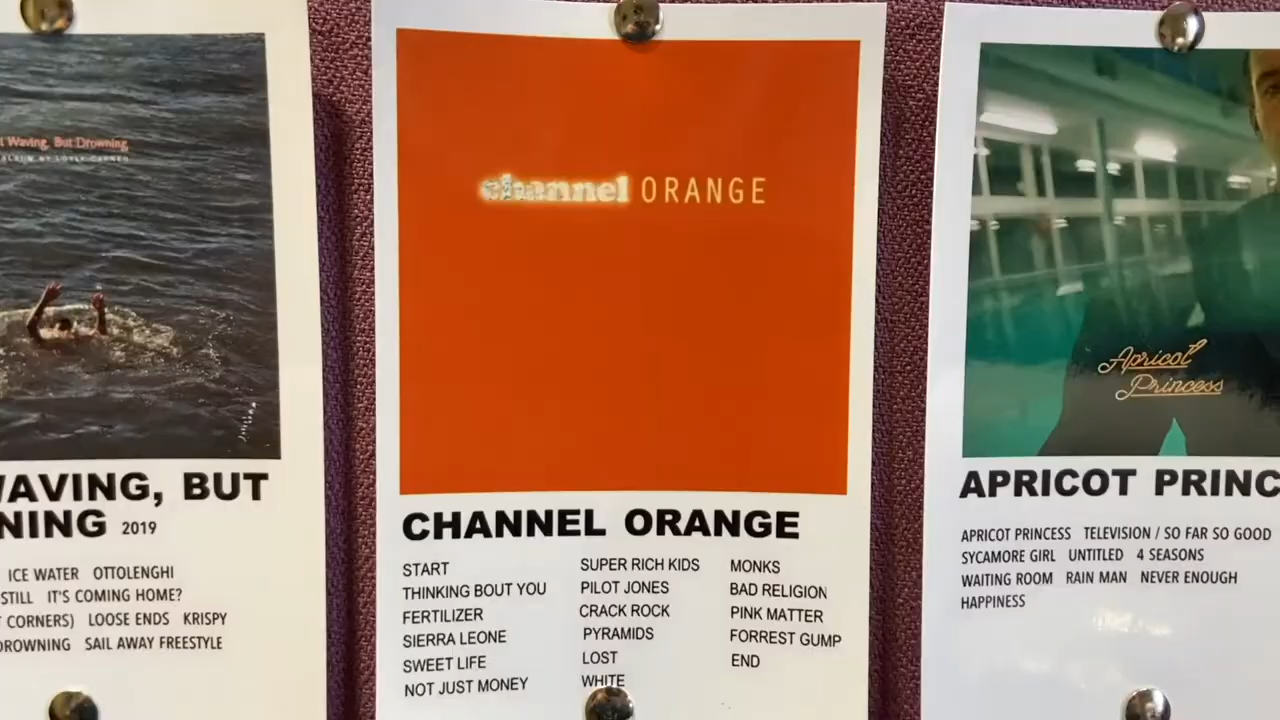 Waving, But Drowning
ALBUM BY LOYLE CARNER
WAVING, BUT
NING 2019
ICE WATER OTTOLENGHI
STILL IT'S COMING HOME?
CORNERS) LOOSE ENDS KRISPY
DROWNING SAIL AWAY FREESTYLE
channel ORANGE
CHANNEL ORANGE
START
THINKING BOUT YOU
FERTILIZER
SIERRA LEONE
SWEET LIFE
NOT JUST MONEY
SUPER RICH KIDS
PILOT JONES
CRACK ROCK
PYRAMIDS
LOST
WHITE
MONKS
BAD RELIGION
PINK MATTER
FORREST GUMP
END
Apricot
Princess
APRICOT PRINC
APRICOT PRINCESS TELEVISION / SO FAR SO GOOD
SYCAMORE GIRL UNTITLED 4 SEASONS
WAITING ROOM RAIN MAN NEVER ENOUGH
HAPPINESS